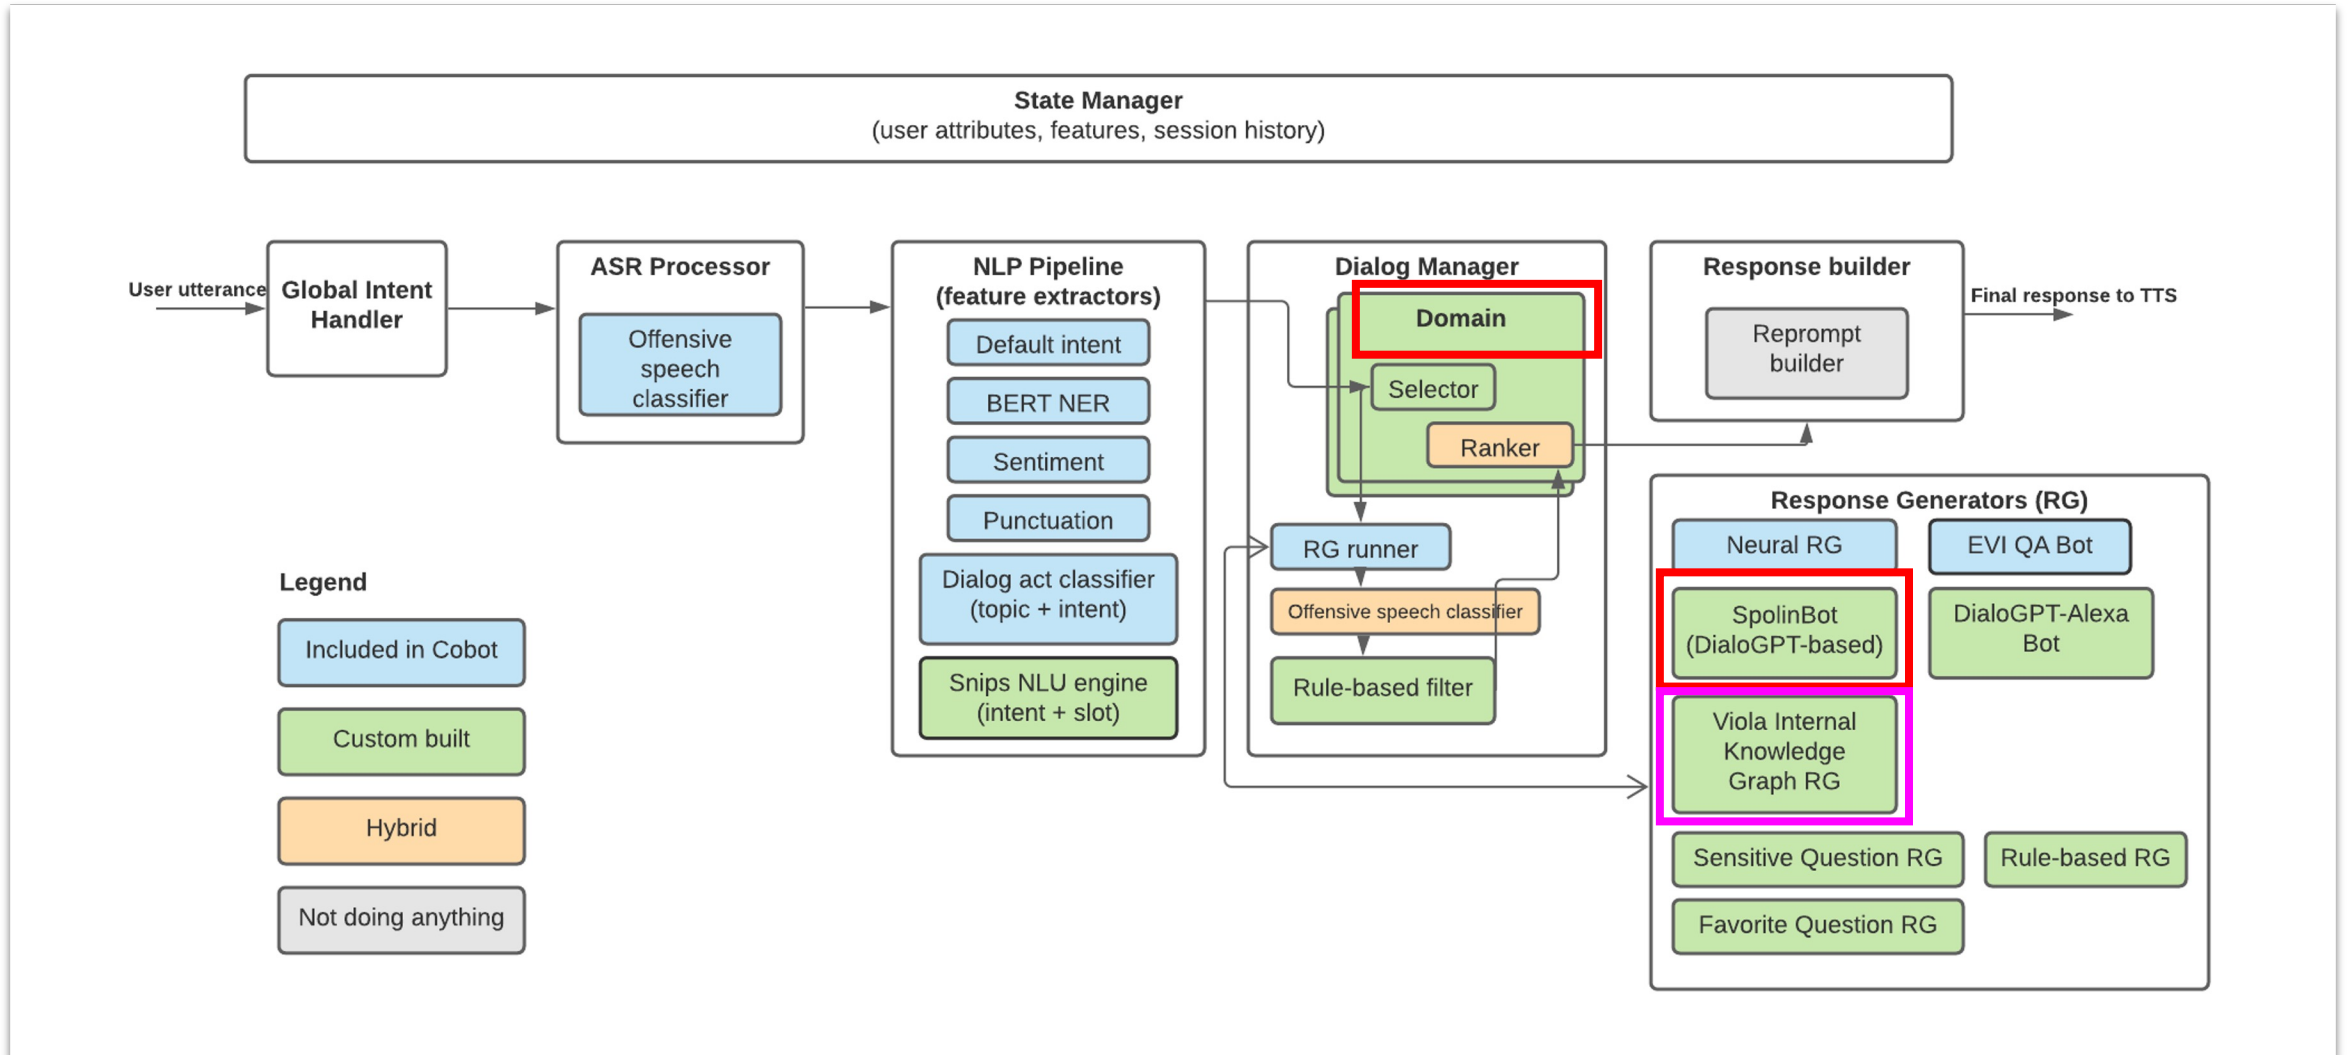 State Manager
(user attributes, features, session history)
User utterance
Global Intent
Handler
ASR Processor
Offensive
speech
classifier
NLP Pipeline
(feature extractors)
Default intent
BERT NER
Sentiment
Punctuation
Dialog act classifier
(topic + intent)
Snips NLU engine
(intent + slot)
Dialog Manager
Domain
Selector
Ranker
RG runner
Offensive speech classifier
Rule-based filter
Response builder
Reprompt
builder
Final response to TTS
Response Generators (RG)
Neural RG
EVI QA Bot
SpolinBot
(DialoGPT-based)
DialoGPT-Alexa
Bot
Viola Internal
Knowledge
Graph RG
Sensitive Question RG
Rule-based RG
Favorite Question RG
Legend
Included in Cobot
Custom built
Hybrid
Not doing anything